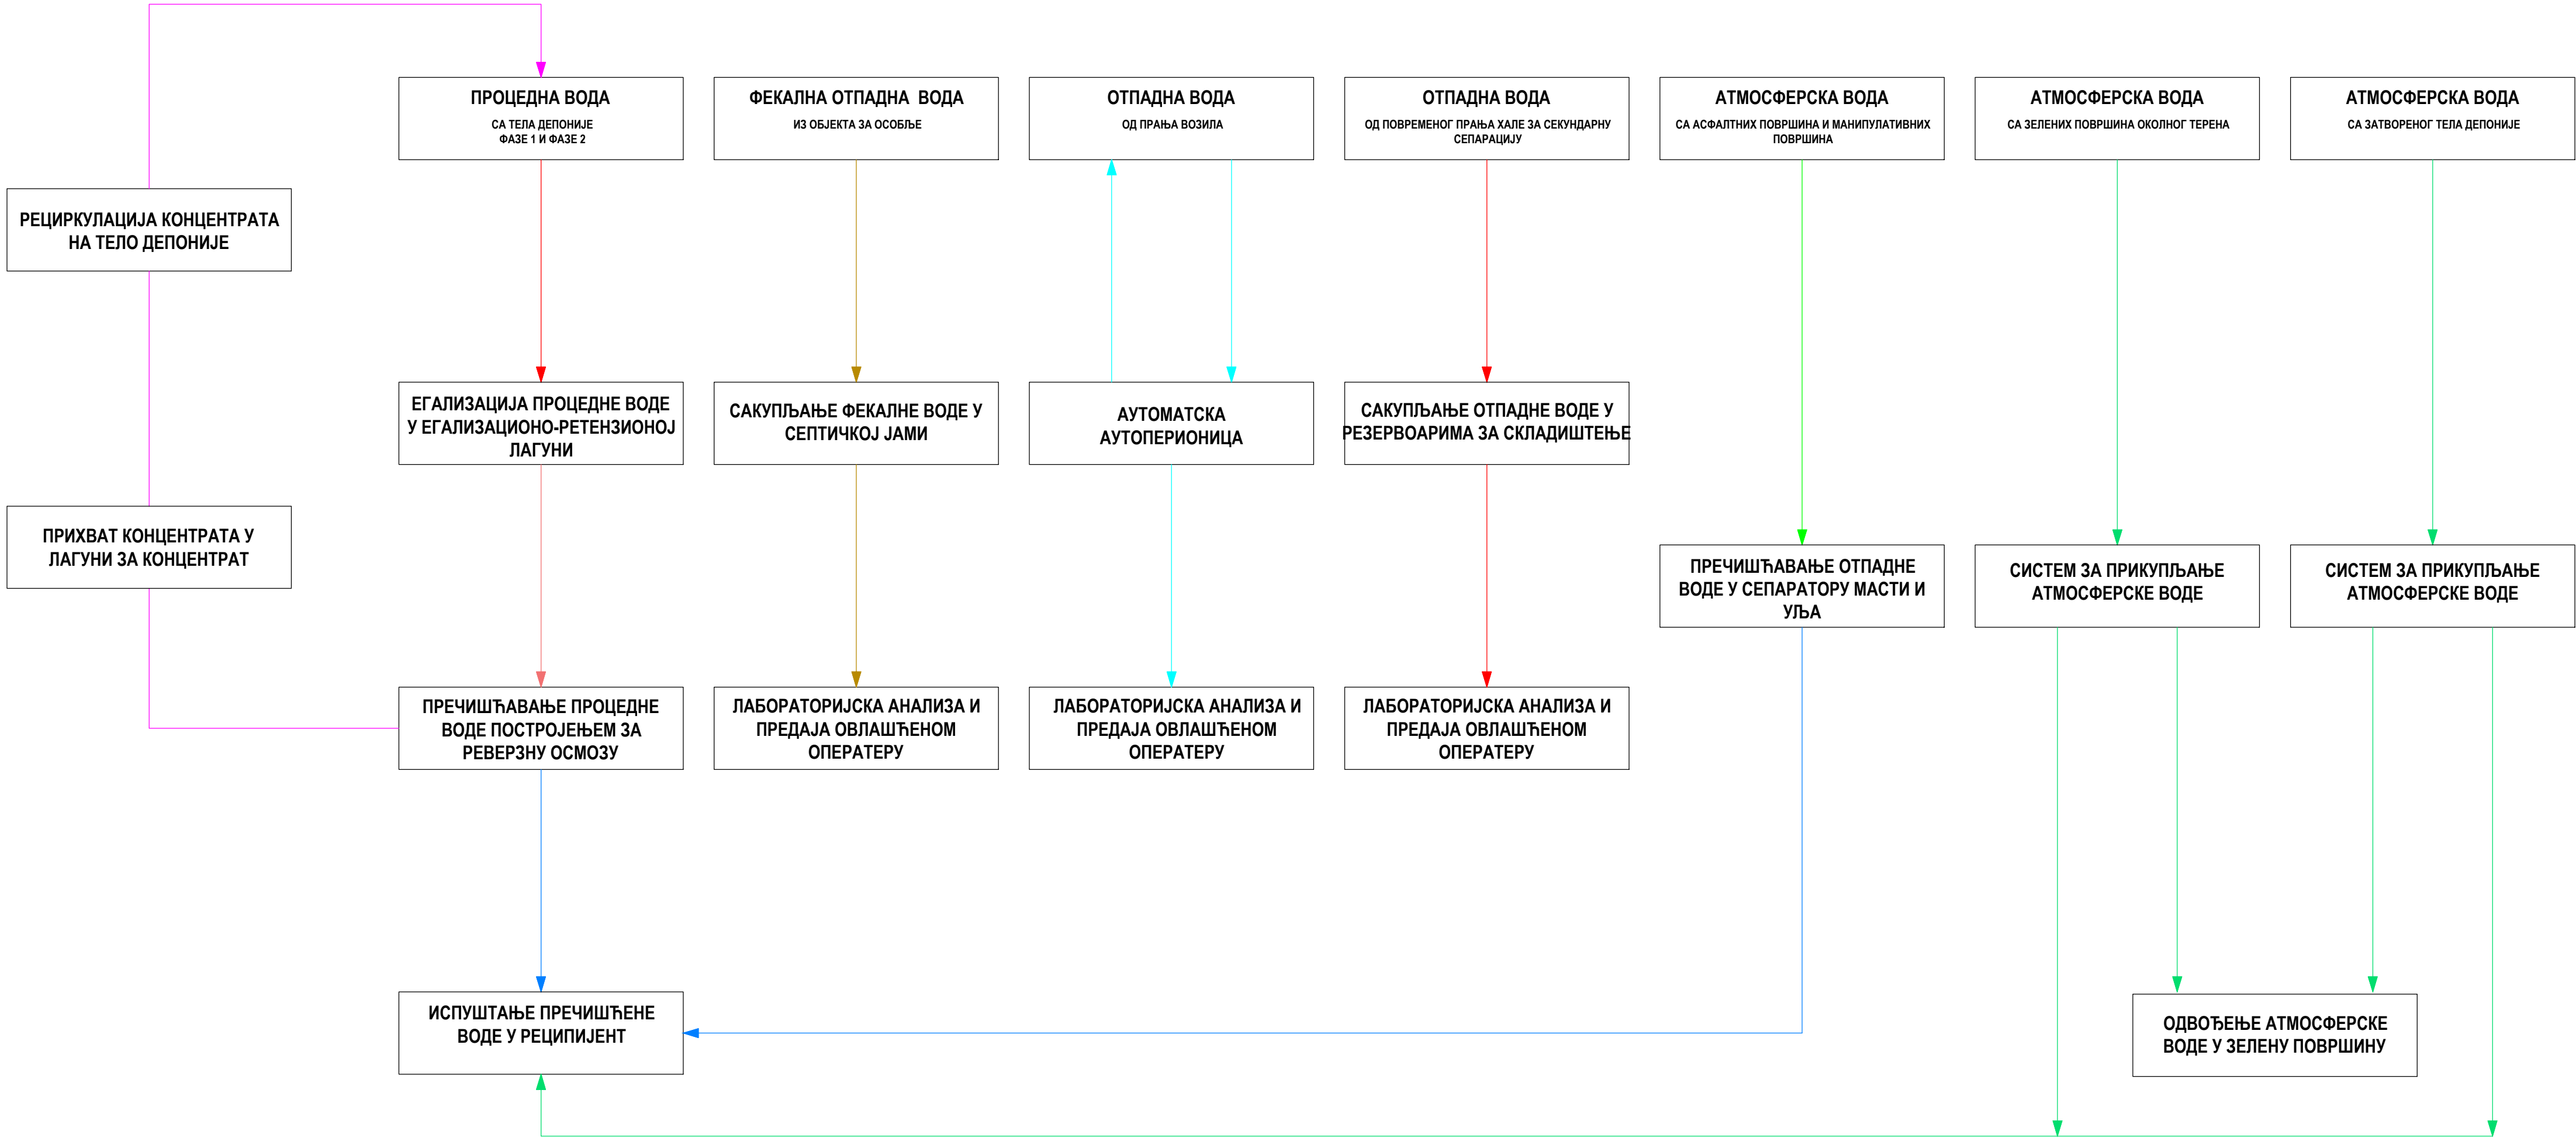 ПРОЦЕДНА ВОДА
СА ТЕЛА ДЕПОНИЈЕ
ФАЗЕ 1 И ФАЗЕ 2
ФЕКАЛНА ОТПАДНА ВОДА
ИЗ ОБЈЕКТА ЗА ОСОБЉЕ
ОТПАДНА ВОДА
ОД ПРАЊА ВОЗИЛА
ОТПАДНА ВОДА
ОД ПОВРЕМЕНОГ ПРАЊА ХАЛЕ ЗА СЕКУНДАРНУ
СЕПАРАЦИЈУ
АТМОСФЕРСКА ВОДА
СА АСФАЛТНИХ ПОВРШИНА И МАНИПУЛАТИВНИХ
ПОВРШИНА
АТМОСФЕРСКА ВОДА
СА ЗЕЛЕНИХ ПОВРШИНА ОКОЛНОГ ТЕРЕНА
АТМОСФЕРСКА ВОДА
СА ЗАТВОРЕНОГ ТЕЛА ДЕПОНИЈЕ
РЕЦИРКУЛАЦИЈА КОНЦЕНТРАТА
НА ТЕЛО ДЕПОНИЈЕ
ЕГАЛИЗАЦИЈА ПРОЦЕДНЕ ВОДЕ
У ЕГАЛИЗАЦИОНО-РЕТЕНЗИОНОЈ
ЛАГУНИ
САКУПЉАЊЕ ФЕКАЛНЕ ВОДЕ У
СЕПТИЧКОЈ ЈАМИ
АУТОМАТСКА
АУТОПЕРИОНИЦА
САКУПЉАЊЕ ОТПАДНЕ ВОДЕ У
РЕЗЕРВОАРИМА ЗА СКЛАДИШТЕЊЕ
ПРИХВАТ КОНЦЕНТРАТА У
ЛАГУНИ ЗА КОНЦЕНТРАТ
ПРЕЧИШЋАВАЊЕ ОТПАДНЕ
ВОДЕ У СЕПАРАТОРУ МАСТИ И
УЉА
СИСТЕМ ЗА ПРИКУПЉАЊЕ
АТМОСФЕРСКЕ ВОДЕ
СИСТЕМ ЗА ПРИКУПЉАЊЕ
АТМОСФЕРСКЕ ВОДЕ
ПРЕЧИШЋАВАЊЕ ПРОЦЕДНЕ
ВОДЕ ПОСТРОЈЕЊЕМ ЗА
РЕВЕРЗНУ ОСМОЗУ
ЛАБОРАТОРИЈСКА АНАЛИЗА И
ПРЕДАЈА ОВЛАШЋЕНОМ
ОПЕРАТЕРУ
ЛАБОРАТОРИЈСКА АНАЛИЗА И
ПРЕДАЈА ОВЛАШЋЕНОМ
ОПЕРАТЕРУ
ЛАБОРАТОРИЈСКА АНАЛИЗА И
ПРЕДАЈА ОВЛАШЋЕНОМ
ОПЕРАТЕРУ
ИСПУШТАЊЕ ПРЕЧИШЋЕНЕ
ВОДЕ У РЕЦИПИЈЕНТ
ОДВОЂЕЊЕ АТМОСФЕРСКЕ
ВОДЕ У ЗЕЛЕНУ ПОВРШИНУ